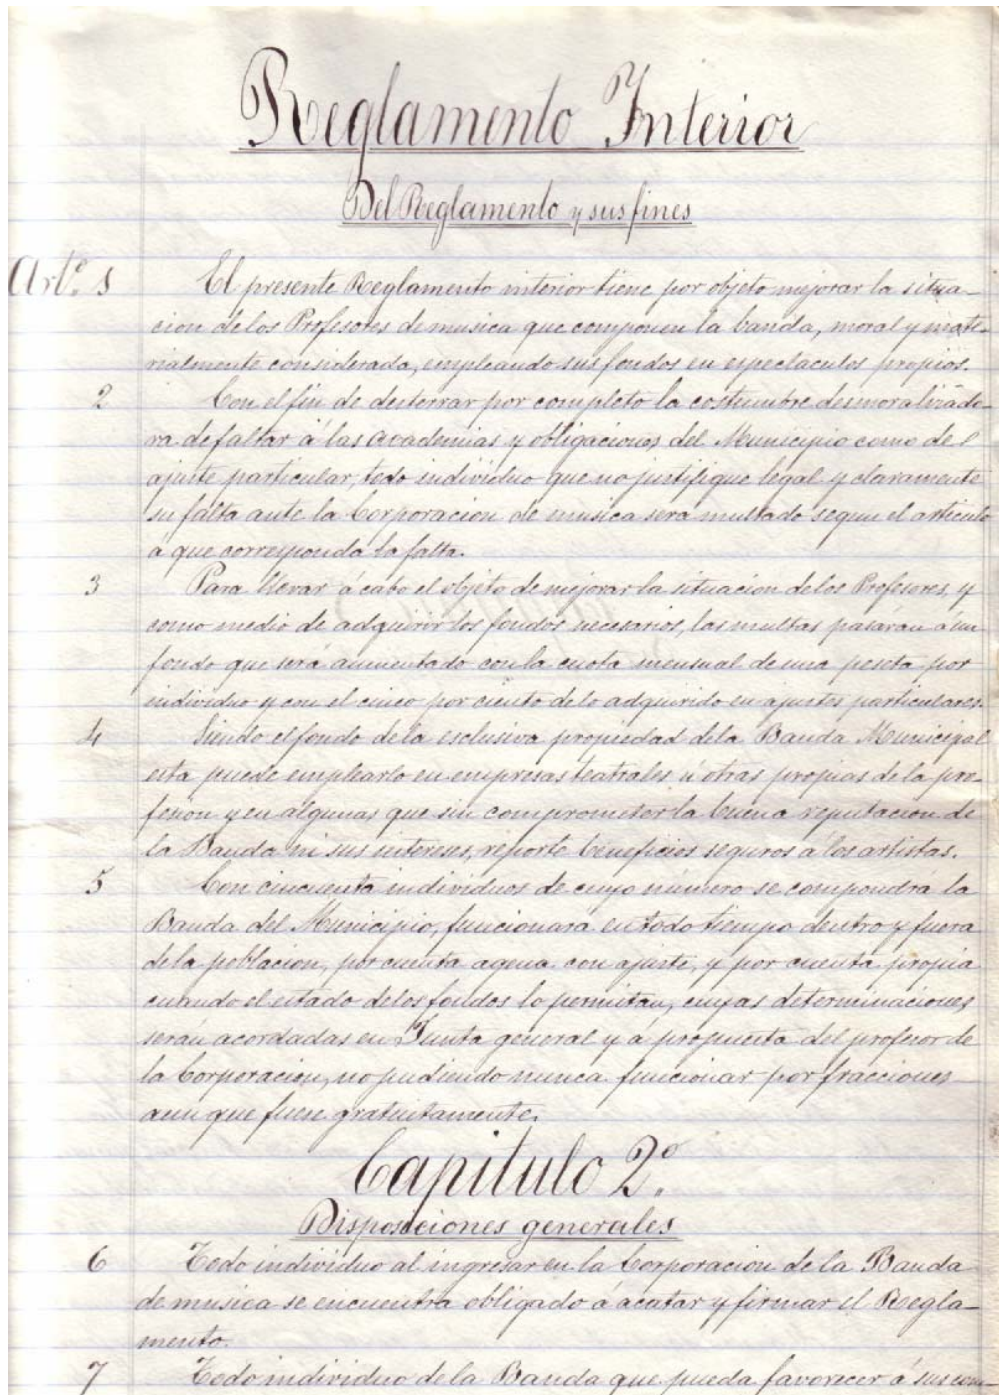 Reglamento Interior
Del Reglamento y sus fines
Artº. 1 El presente Reglamento interior tiene por objeto mejorar la situa-
cion de los Profesores de musica que componen la banda, moral y mate-
rialmente considerada, empleando sus fondos en espectáculos propios.
2 Con el fin de desterrar por completo la costumbre desmoralizado-
ra de faltar á las Academias y obligaciones del Municipio como del
ajuste particular, todo individuo que no justifique legal y claramente
su falta ante la Corporacion de musica será multado segun el articulo
á que corresponda la falta.
3 Para llevar á cabo el objeto de mejorar la situacion de los Profesores, y
como medio de adquirir los fondos necesarios, las multas pasarán á un
fondo que será aumentado con la cuota mensual de una peseta por
individuo y con el cinco por ciento de lo adquirido en ajustes particulares.
4 Siendo el fondo de la esclusiva propiedad de la Banda Municipal
esta puede emplearlo en empresas teatrales ú otras propias de la pro-
fesion y en algunas que sin comprometer la buena reputacion de
la Banda ni sus intereses, reporte beneficios seguros á los artistas.
5 Con cincuenta individuos de cuyo número se compondrá la
Banda del Municipio, funcionará en todo tiempo dentro y fuera
de la poblacion, por cuenta agena con ajuste, y por cuenta propia
cuando el estado de los fondos lo permitan, cuyas determinaciones
serán acordadas en Junta general y á propuesta del profesor de
la Corporacion, no pudiendo nunca funcionar por fracciones
aun que fuese gratuitamente.
Capitulo 2º.
Disposiciones generales
6 Todo individuo al ingresar en la Corporacion de la Banda
de musica se encuentra obligado á acatar y firmar el Regla-
mento.
7 Todo individuo de la Banda que pueda favorecer á sus com-